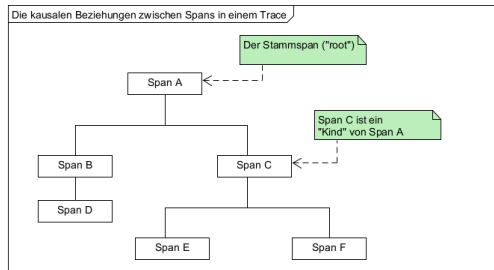 Die kausalen Beziehungen zwischen Spans in einem Trace
Der Stammspan ("root")
Span A
Span C ist ein
"Kind" von Span A
Span B
Span C
Span D
Span E
Span F